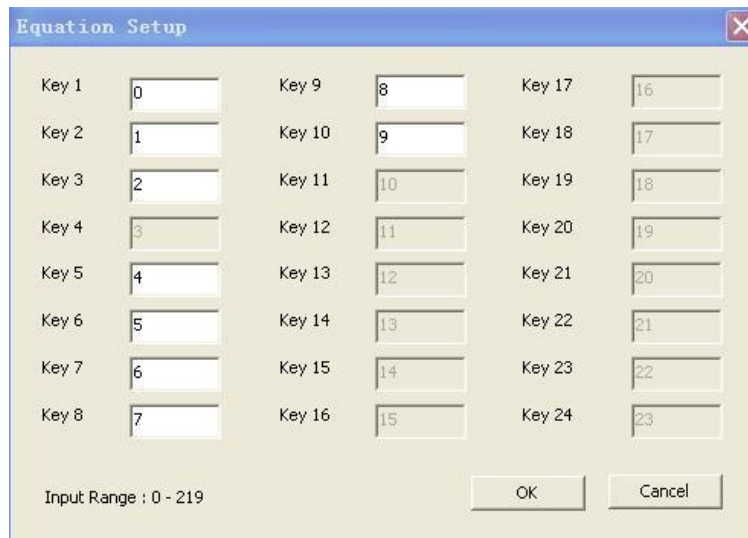 Equation Setup
Key 1 0 Key 9 8 Key 17 16
Key 2 1 Key 10 9 Key 18 17
Key 3 2 Key 11 10 Key 19 18
Key 4 3 Key 12 11 Key 20 19
Key 5 4 Key 13 12 Key 21 20
Key 6 5 Key 14 13 Key 22 21
Key 7 6 Key 15 14 Key 23 22
Key 8 7 Key 16 15 Key 24 23
Input Range : 0 - 219 OK Cancel